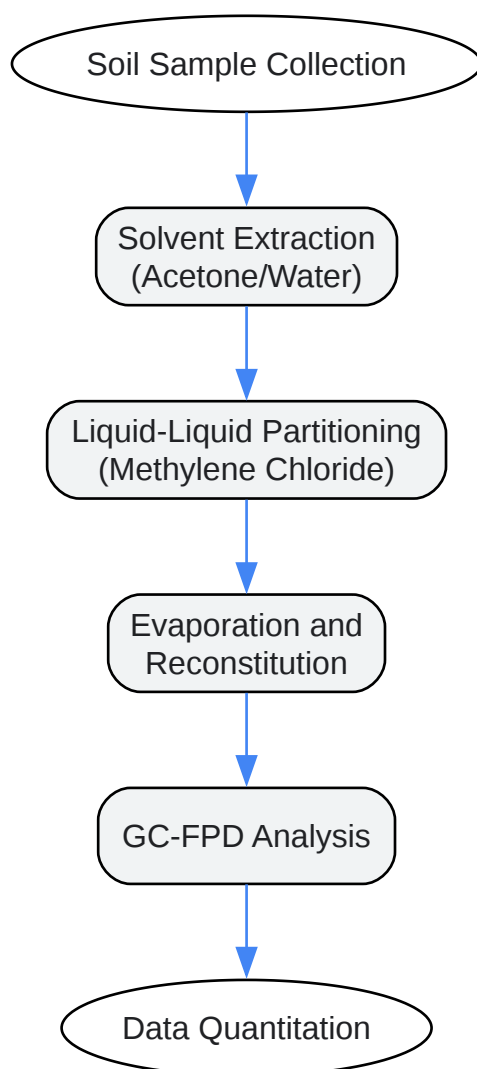 Soil Sample Collection
Solvent Extraction
(Acetone/Water)
Liquid-Liquid Partitioning
(Methylene Chloride)
Evaporation and
Reconstitution
GC-FPD Analysis
Data Quantitation